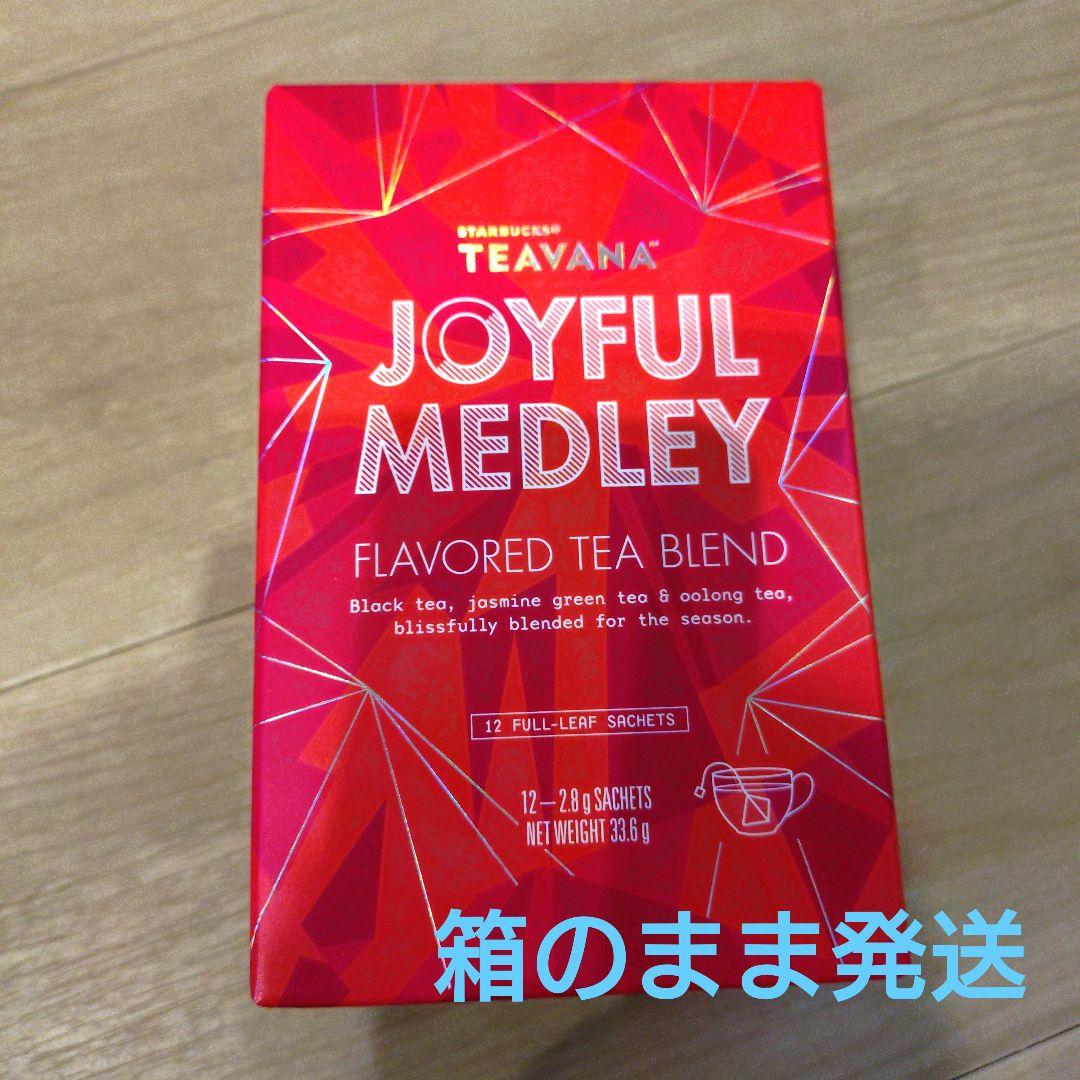 STARBUCKS®
TEAVANA™
JOYFUL
MEDLEY
FLAVORED TEA BLEND
Black tea, jasmine green tea & oolong tea,
blissfully blended for the season.
12 FULL-LEAF SACHETS
12—2.8 g SACHETS
NET WEIGHT 33.6 g
箱のまま発送